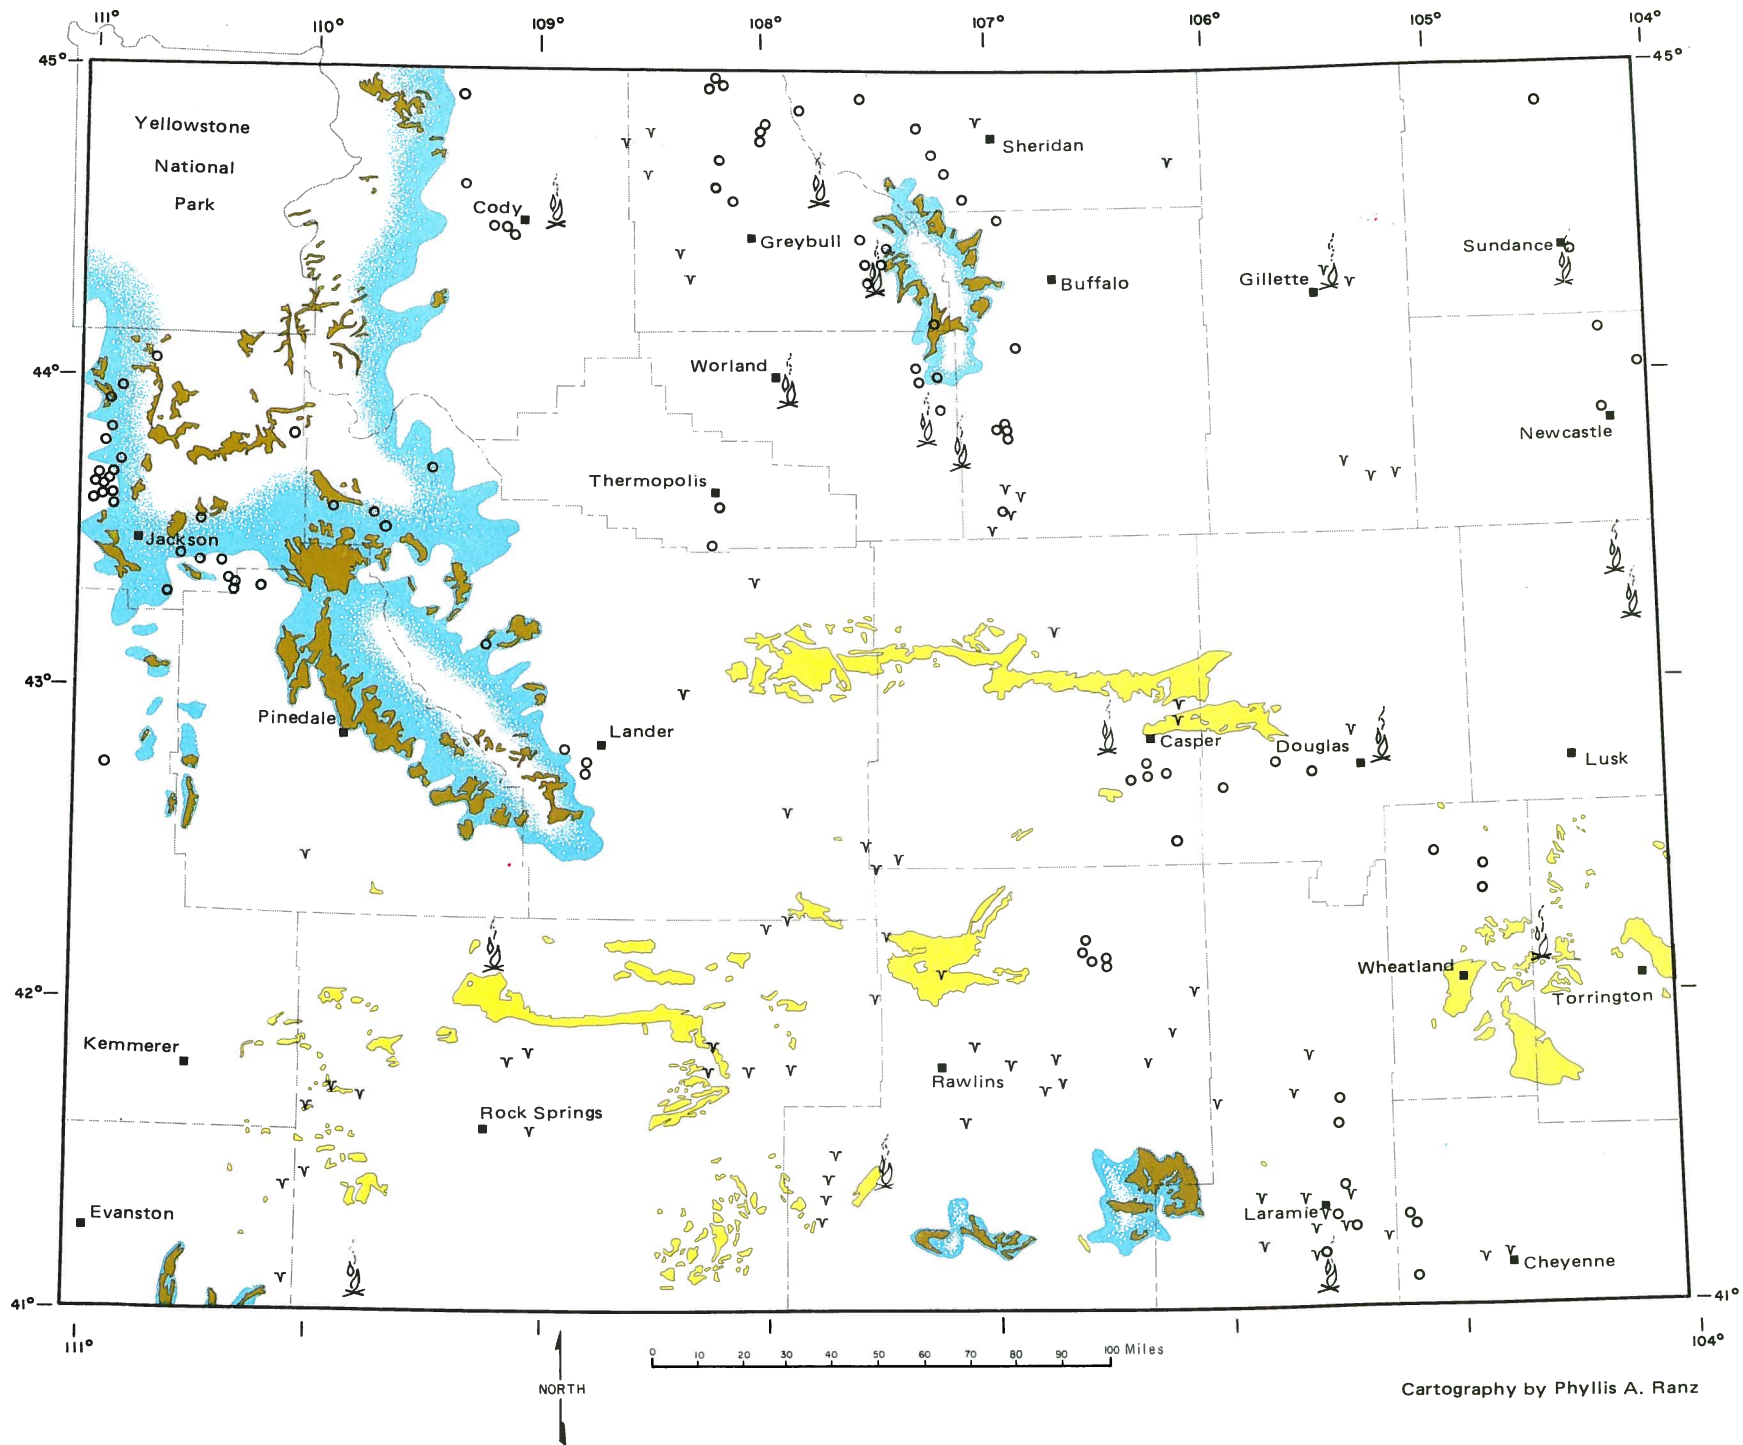 111° 110° 109° 108° 107° 106° 105° 104°
45° 45°
Yellowstone
National
Park
Sheridan
Cody
Greybull
Sundance
Buffalo
Gillette
44°
Worland
Newcastle
Thermopolis
Jackson
43°
Pinedale
Lander
Casper
Douglas
Lusk
Wheatland
42°
Torrington
Kemmerer
Rawlins
Rock Springs
Evanston
Laramie
Cheyenne
41° 41°
111° 104°
0 10 20 30 50 60 80 90 100 Miles
NORTH
Cartography by Phyllis A. Ranz